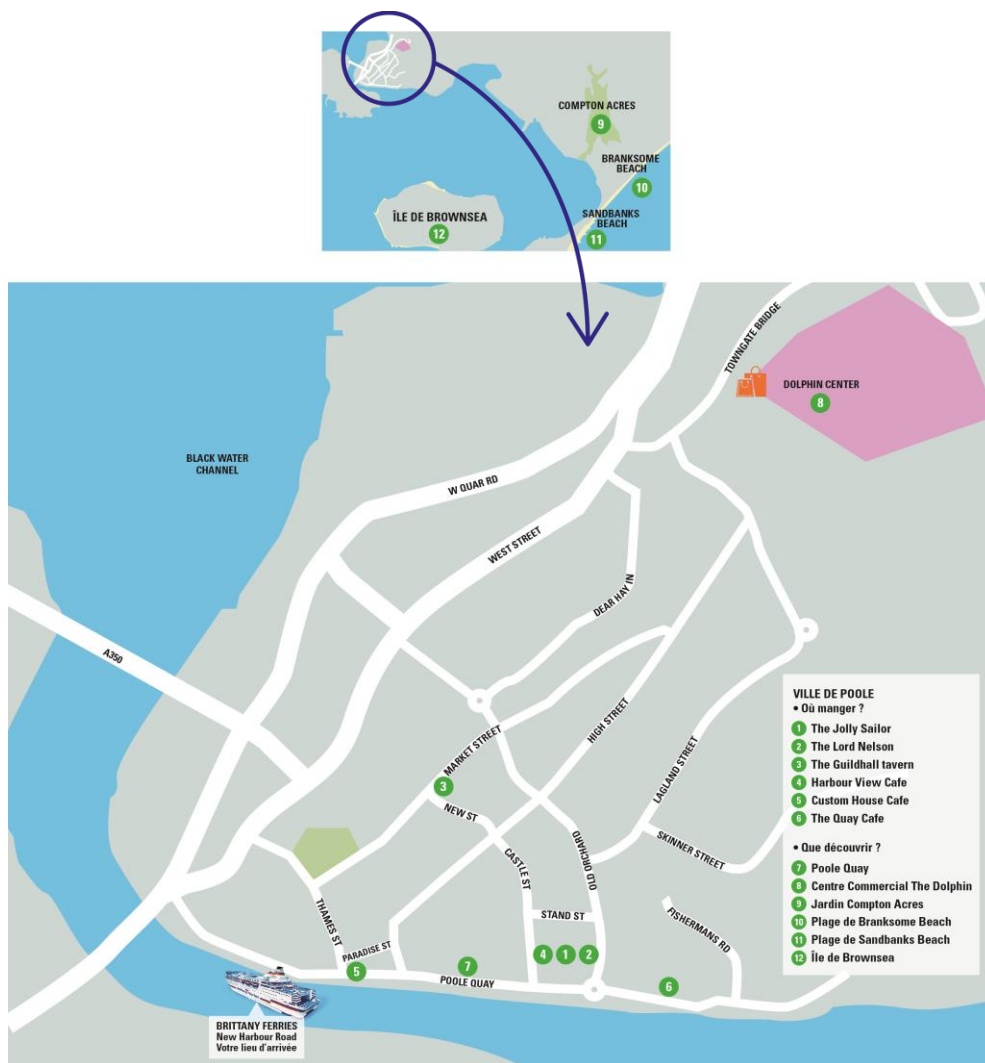 COMPTON ACRES
9
BRANKSOME
BEACH
10
ÎLE DE BROWNSEA
12
SANDBANKS
BEACH
11
TOWNGATE BRIDGE
DOLPHIN CENTER
8
BLACK WATER
CHANNEL
W QUAR RD
WEST STREET
DEAR HAY IN
A350
MARKET STREET
3
HIGH STREET
LAGLAND STREET
NEW ST
OLD ORCHARD
SKINNER STREET
CASTLE ST
THAMES ST
STAND ST
FISHERMANS RD
PARADISE ST
5
7
POOLE QUAY
4
1
2
6
BRITTANY FERRIES
New Harbour Road
Votre lieu d'arrivée
VILLE DE POOLE
• Où manger ?
1 The Jolly Sailor
2 The Lord Nelson
3 The Guildhall tavern
4 Harbour View Cafe
5 Custom House Cafe
6 The Quay Cafe
• Que découvrir ?
7 Poole Quay
8 Centre Commercial The Dolphin
9 Jardin Compton Acres
10 Plage de Branksome Beach
11 Plage de Sandbanks Beach
12 Île de Brownsea